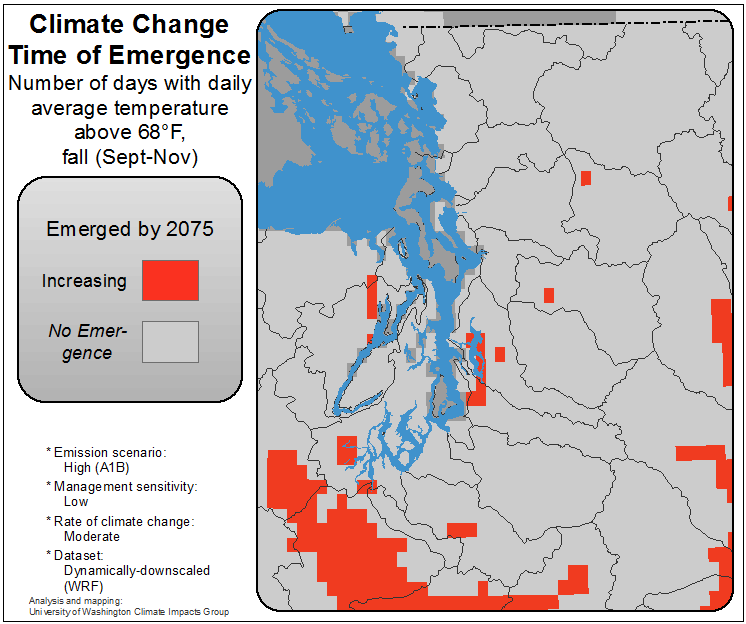 Climate Change
Time of Emergence
Number of days with daily
average temperature
above 68°F,
fall (Sept-Nov)
Emerged by 2075
Increasing
No Emer-
gence
* Emission scenario:
High (A1B)
* Management sensitivity:
Low
* Rate of climate change:
Moderate
* Dataset:
Dynamically-downscaled
(WRF)
Analysis and mapping:
University of Washington Climate Impacts Group